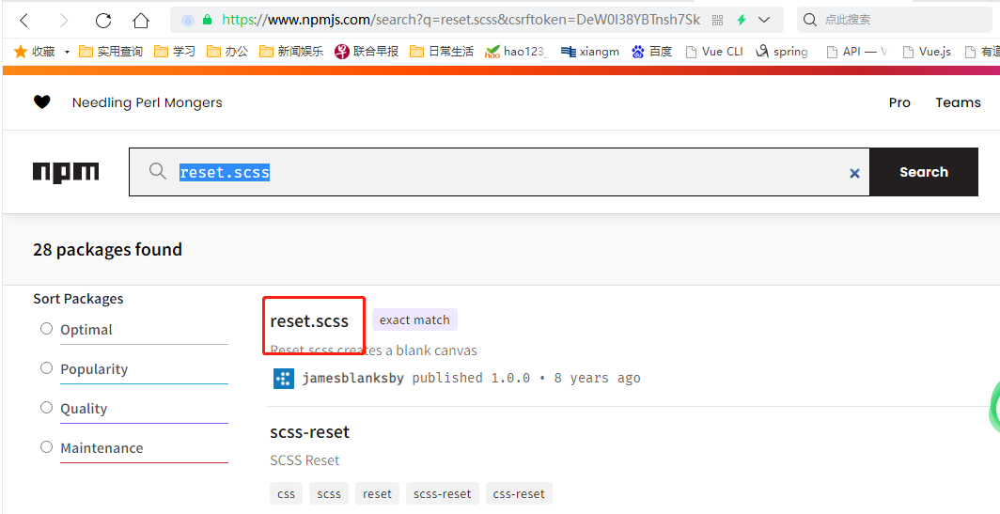 https://www.npmjs.com/search?q=reset.scss&csrftoken=DeW0I38YBTnsh7Sk 点此搜索
收藏 实用查询 学习 办公 新闻娱乐 联合早报 日常生活 hao123_ xiangm 百度 Vue CLI spring API — V Vue.js 有道
Needling Perl Mongers Pro Teams
npm reset.scss × Search
28 packages found
Sort Packages
Optimal
Popularity
Quality
Maintenance
reset.scss exact match
Reset scss creates a blank canvas
jamesblanksby published 1.0.0 • 8 years ago
scss-reset
SCSS Reset
css scss reset scss-reset css-reset